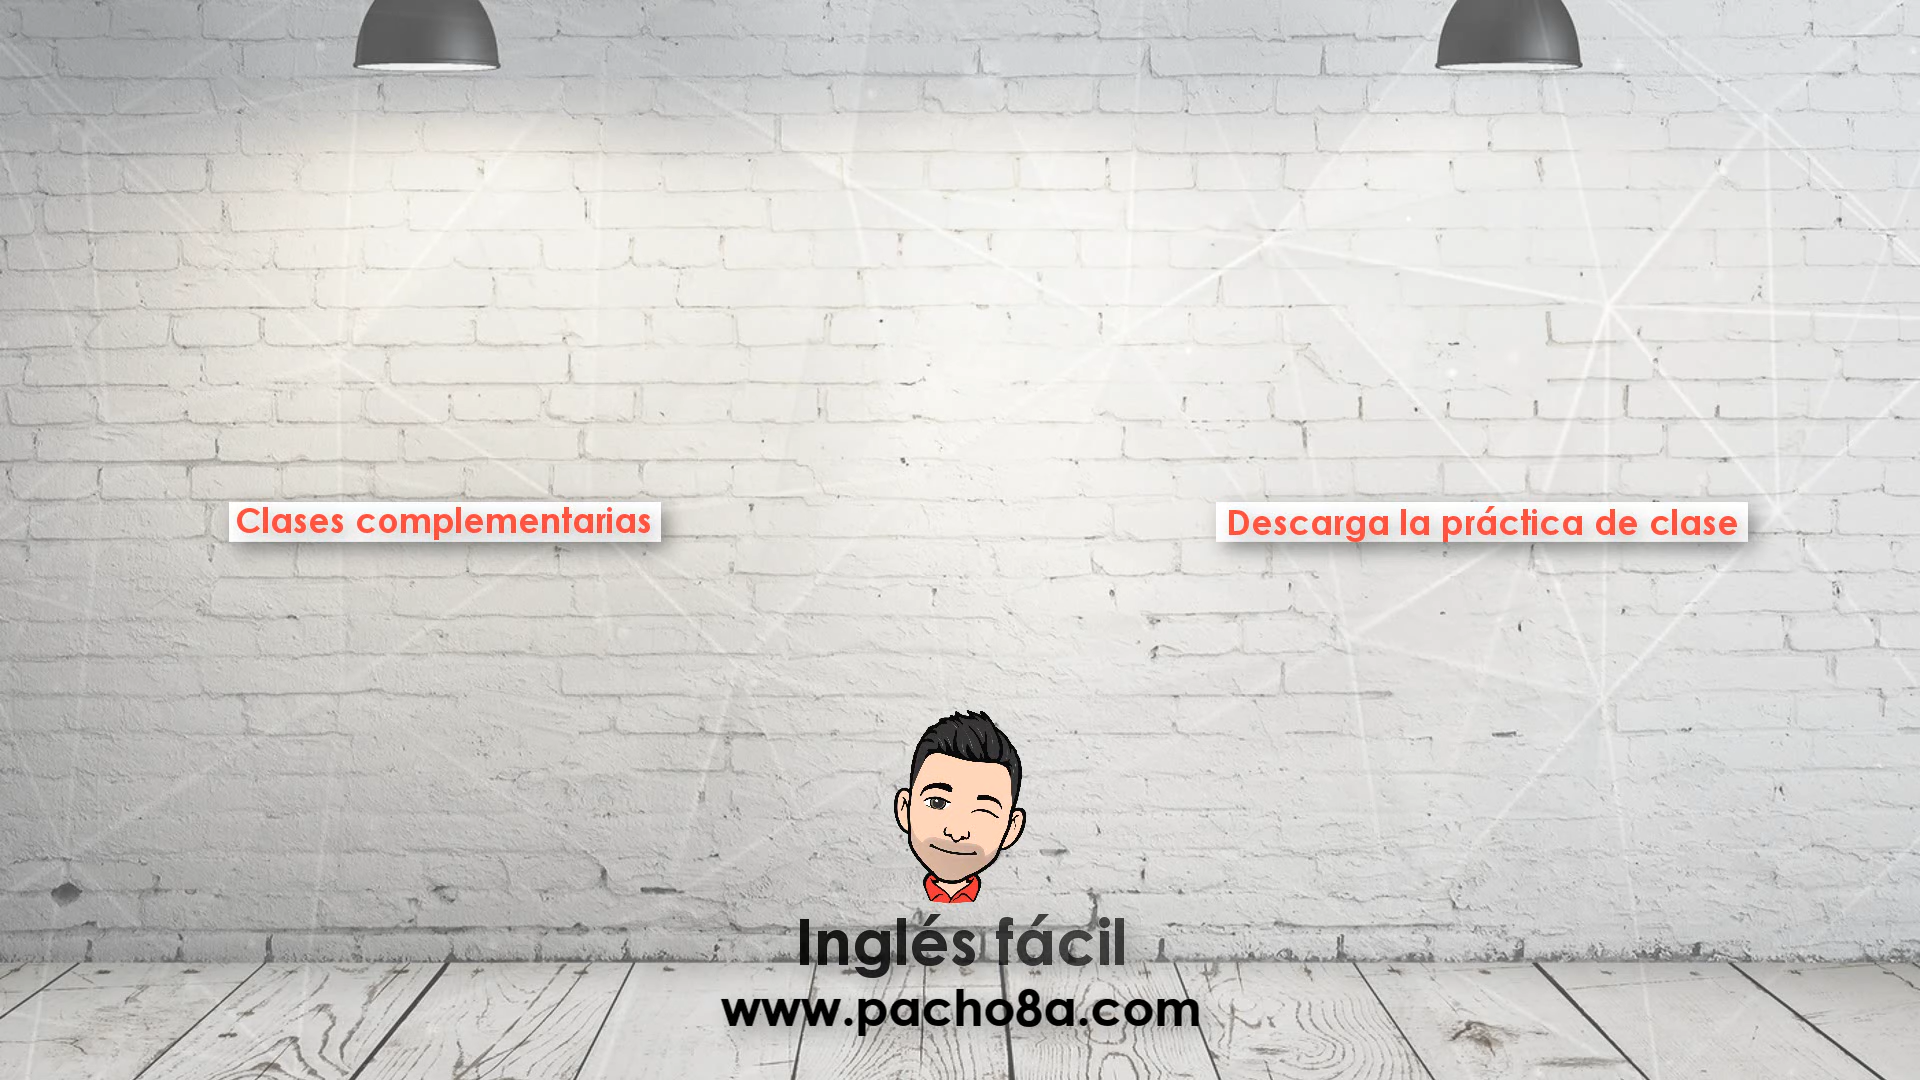 Clases complementarias
Descarga la práctica de clase
Inglés fácil
www.pacho8a.com